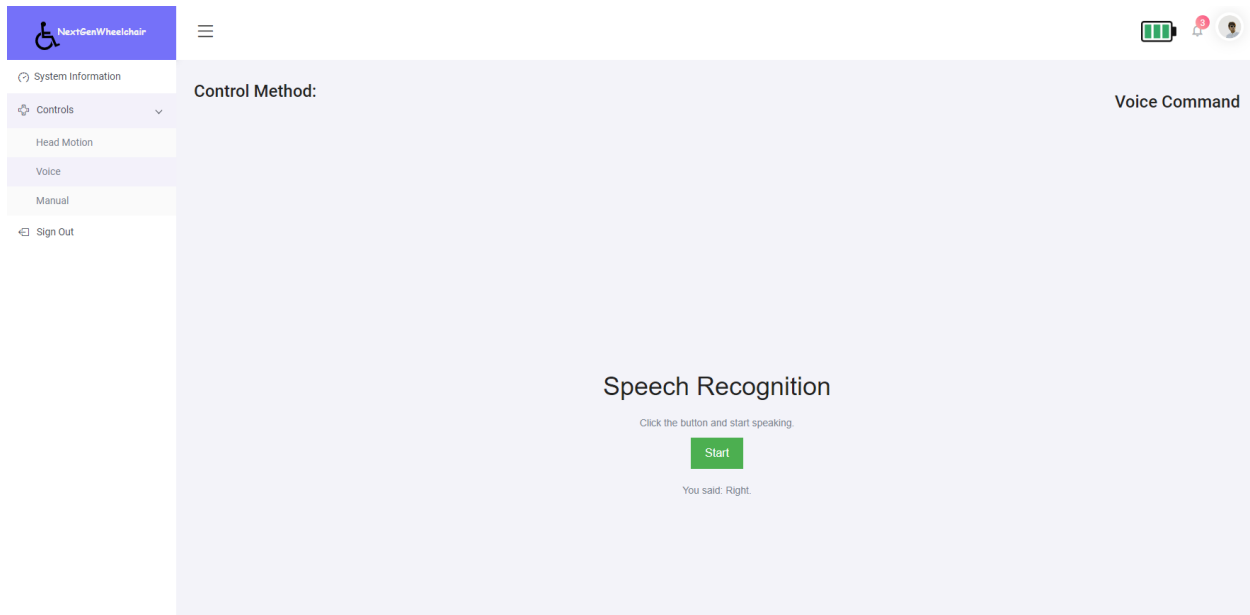 NextGenWheelchair
3
System Information
Controls
Head Motion
Voice
Manual
Sign Out
Control Method:
Voice Command
Speech Recognition
Click the button and start speaking.
Start
You said: Right.